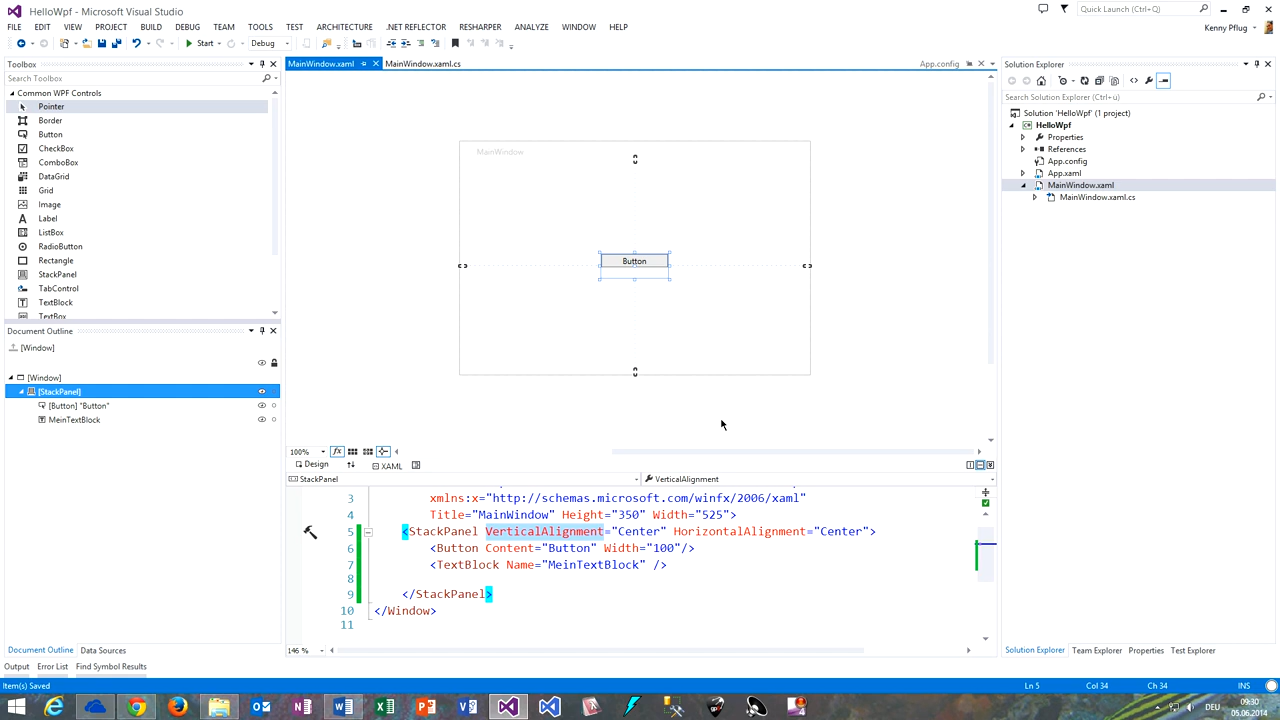 HelloWpf - Microsoft Visual Studio
Quick Launch (Ctrl+Q)
FILE EDIT VIEW PROJECT BUILD DEBUG TEAM TOOLS TEST ARCHITECTURE .NET REFLECTOR RESHARPER ANALYZE WINDOW HELP
Kenny Pflug
Start Debug
Toolbox
Search Toolbox
Common WPF Controls
Pointer
Border
Button
CheckBox
ComboBox
DataGrid
Grid
Image
Label
ListBox
RadioButton
Rectangle
StackPanel
TabControl
TextBlock
TextBox
Document Outline
[Window]
[Window]
[StackPanel]
[Button] "Button"
MeinTextBlock
Document Outline Data Sources
MainWindow.xaml MainWindow.xaml.cs App.config
MainWindow
Button
100%
Design XAML
StackPanel VerticalAlignment
3 xmlns:x="http://schemas.microsoft.com/winfx/2006/xaml"
4 Title="MainWindow" Height="350" Width="525">
5 <StackPanel VerticalAlignment="Center" HorizontalAlignment="Center">
6 <Button Content="Button" Width="100"/>
7 <TextBlock Name="MeinTextBlock" />
8
9 </StackPanel>
10 </Window>
11
146 %
Solution Explorer
Search Solution Explorer (Ctrl+ü)
Solution 'HelloWpf' (1 project)
HelloWpf
Properties
References
App.config
App.xaml
MainWindow.xaml
MainWindow.xaml.cs
Solution Explorer Team Explorer Properties Test Explorer
Output Error List Find Symbol Results
Item(s) Saved Ln 5 Col 34 Ch 34 INS
09:30
05.06.2014